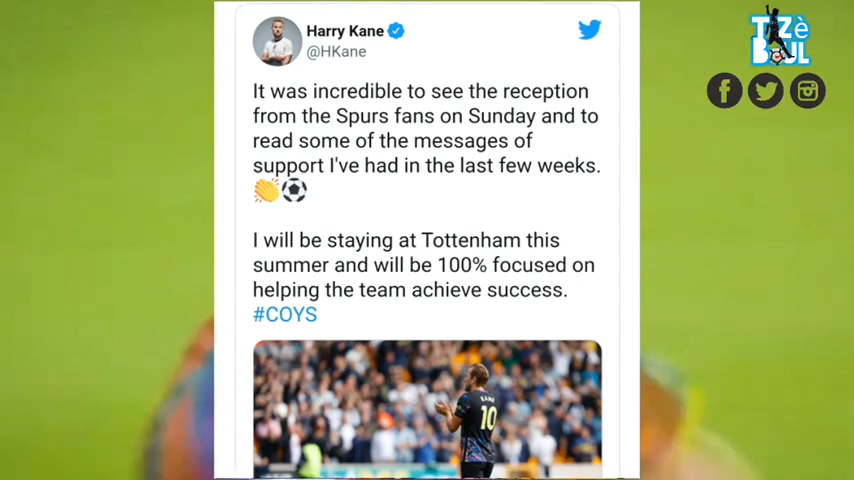 Harry Kane
@HKane
It was incredible to see the reception
from the Spurs fans on Sunday and to
read some of the messages of
support I've had in the last few weeks.
👏⚽
I will be staying at Tottenham this
summer and will be 100% focused on
helping the team achieve success.
#COYS
KANE
10
TiZè
BOUL